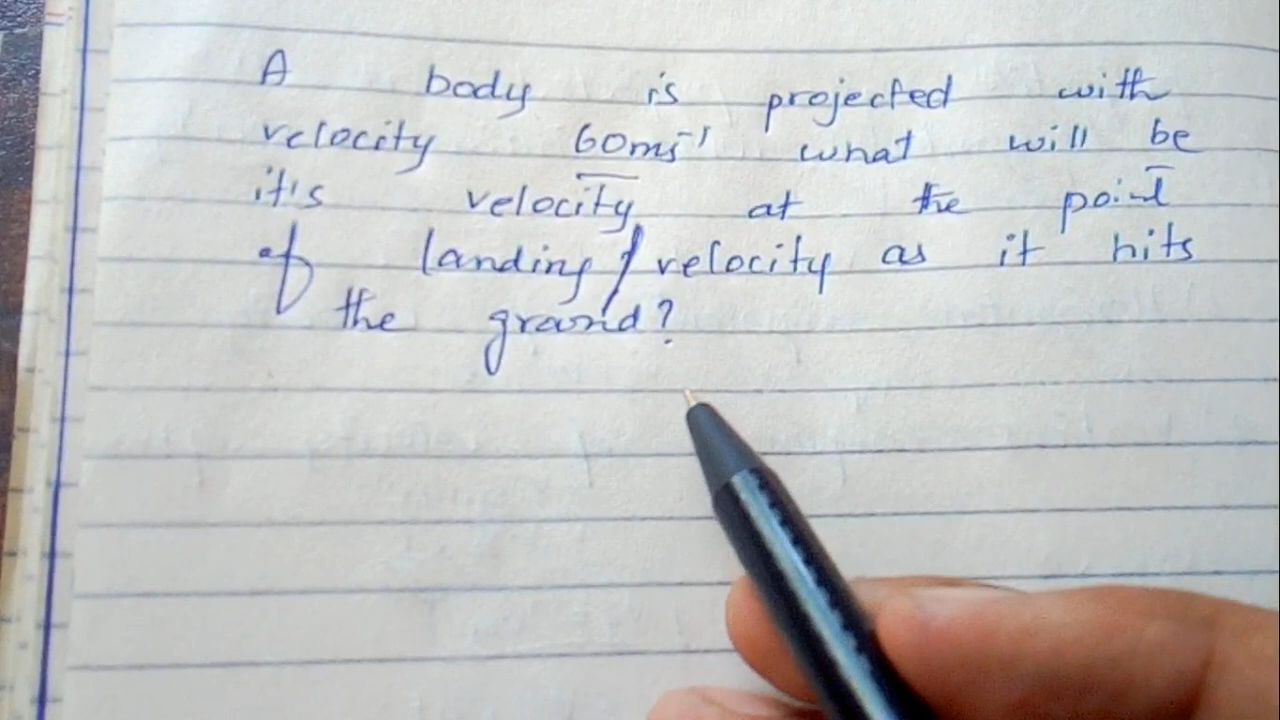 A body is projected with
velocity 60ms⁻¹ what will be
it's velocity at the point
of landing / velocity as it hits
the ground?